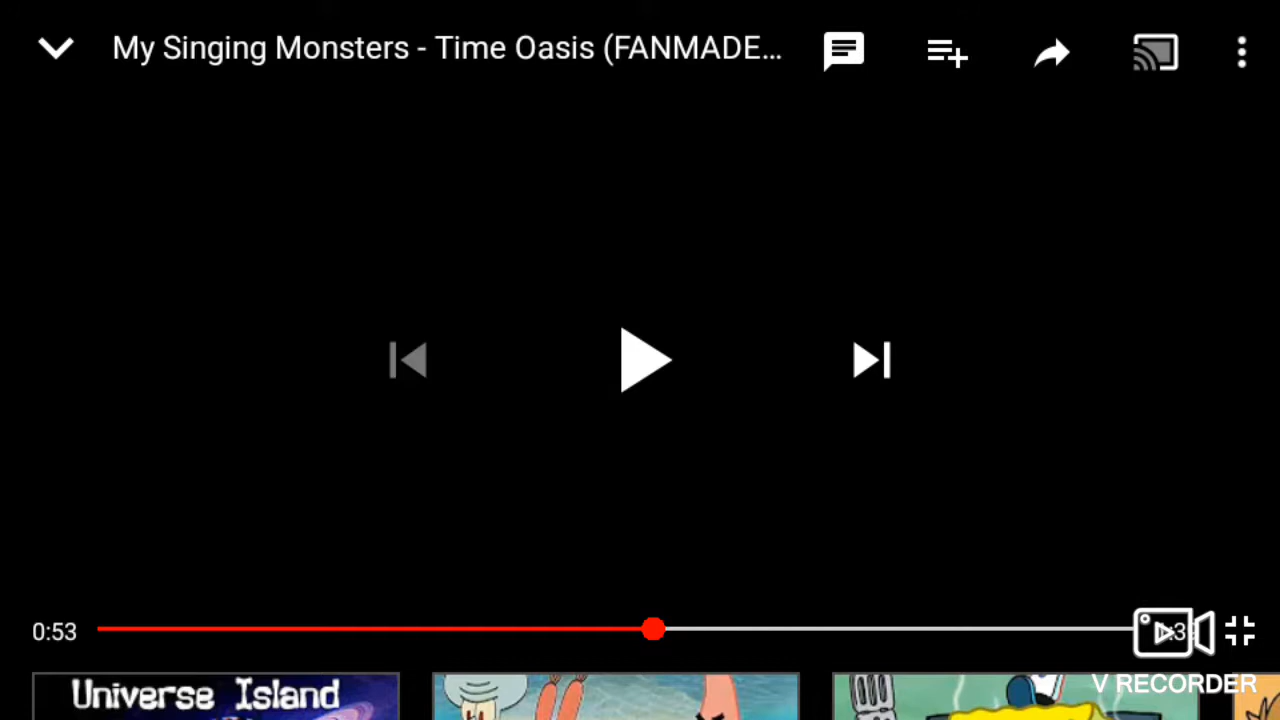 My Singing Monsters - Time Oasis (FANMADE...
0:53
Universe Island
V RECORDER